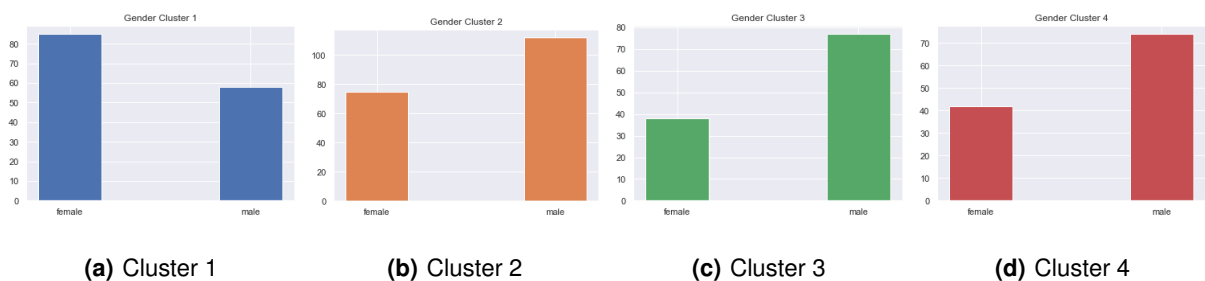 Gender Cluster 1
80
70
60
50
40
30
20
10
0
female
male
(a) Cluster 1
Gender Cluster 2
100
80
60
40
20
0
female
male
(b) Cluster 2
Gender Cluster 3
80
70
60
50
40
30
20
10
0
female
male
(c) Cluster 3
Gender Cluster 4
70
60
50
40
30
20
10
0
female
male
(d) Cluster 4